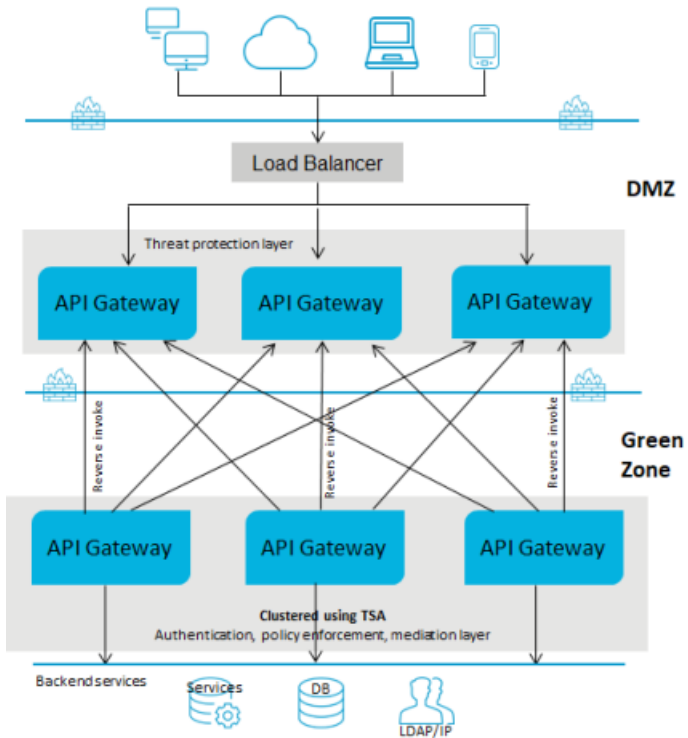 Load Balancer
DMZ
Threat protection layer
API Gateway
API Gateway
API Gateway
Reverse invoke
Reverse invoke
Reverse invoke
Green
Zone
API Gateway
API Gateway
API Gateway
Clustered using TSA
Authentication, policy enforcement, mediation layer
Backend services
Services
DB
LDAP/IP